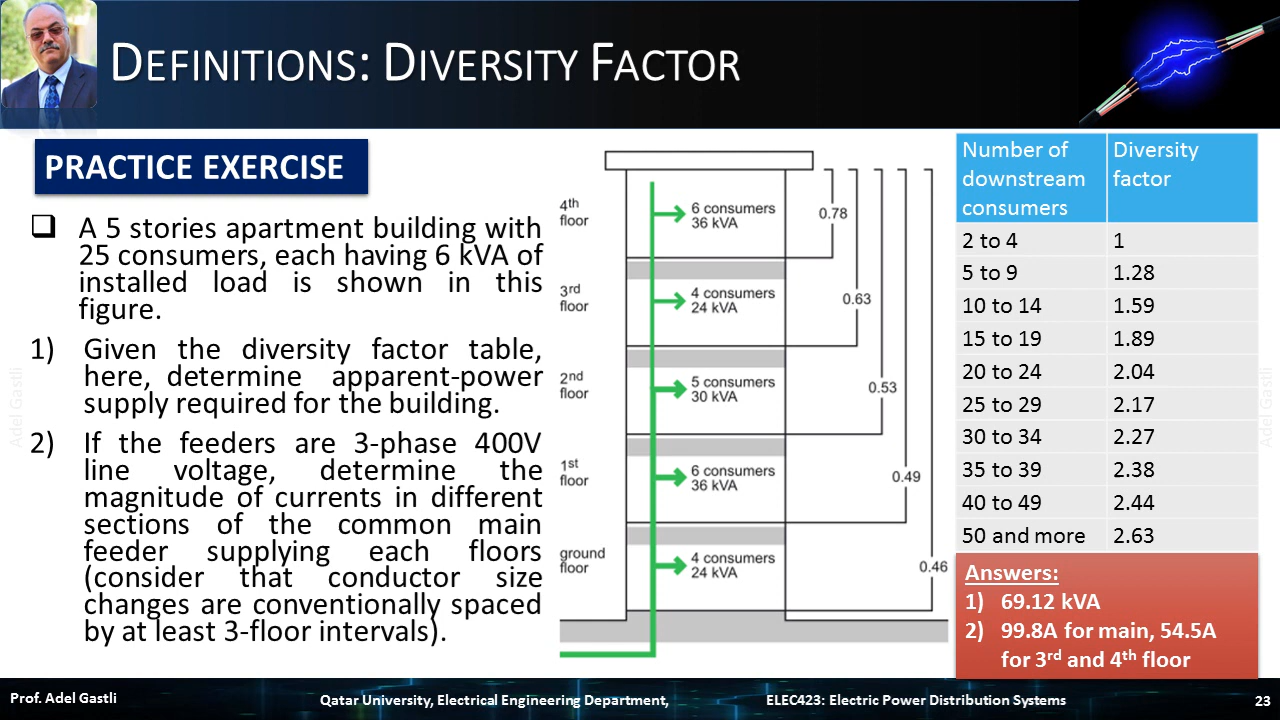 DEFINITIONS: DIVERSITY FACTOR
PRACTICE EXERCISE
A 5 stories apartment building with
25 consumers, each having 6 kVA of
installed load is shown in this
figure.
1) Given the diversity factor table,
here, determine apparent-power
supply required for the building.
2) If the feeders are 3-phase 400V
line voltage, determine the
magnitude of currents in different
sections of the common main
feeder supplying each floors
(consider that conductor size
changes are conventionally spaced
by at least 3-floor intervals).
4th
floor
6 consumers
36 kVA
0.78
3rd
floor
4 consumers
24 kVA
0.63
2nd
floor
5 consumers
30 kVA
0.53
1st
floor
6 consumers
36 kVA
0.49
ground
floor
4 consumers
24 kVA
0.46
Number of
downstream
consumers
Diversity
factor
2 to 4 1
5 to 9 1.28
10 to 14 1.59
15 to 19 1.89
20 to 24 2.04
25 to 29 2.17
30 to 34 2.27
35 to 39 2.38
40 to 49 2.44
50 and more 2.63
Answers:
1) 69.12 kVA
2) 99.8A for main, 54.5A
for 3rd and 4th floor
Adel Gastli
Adel Gastli
Prof. Adel Gastli
Qatar University, Electrical Engineering Department,
ELEC423: Electric Power Distribution Systems
23